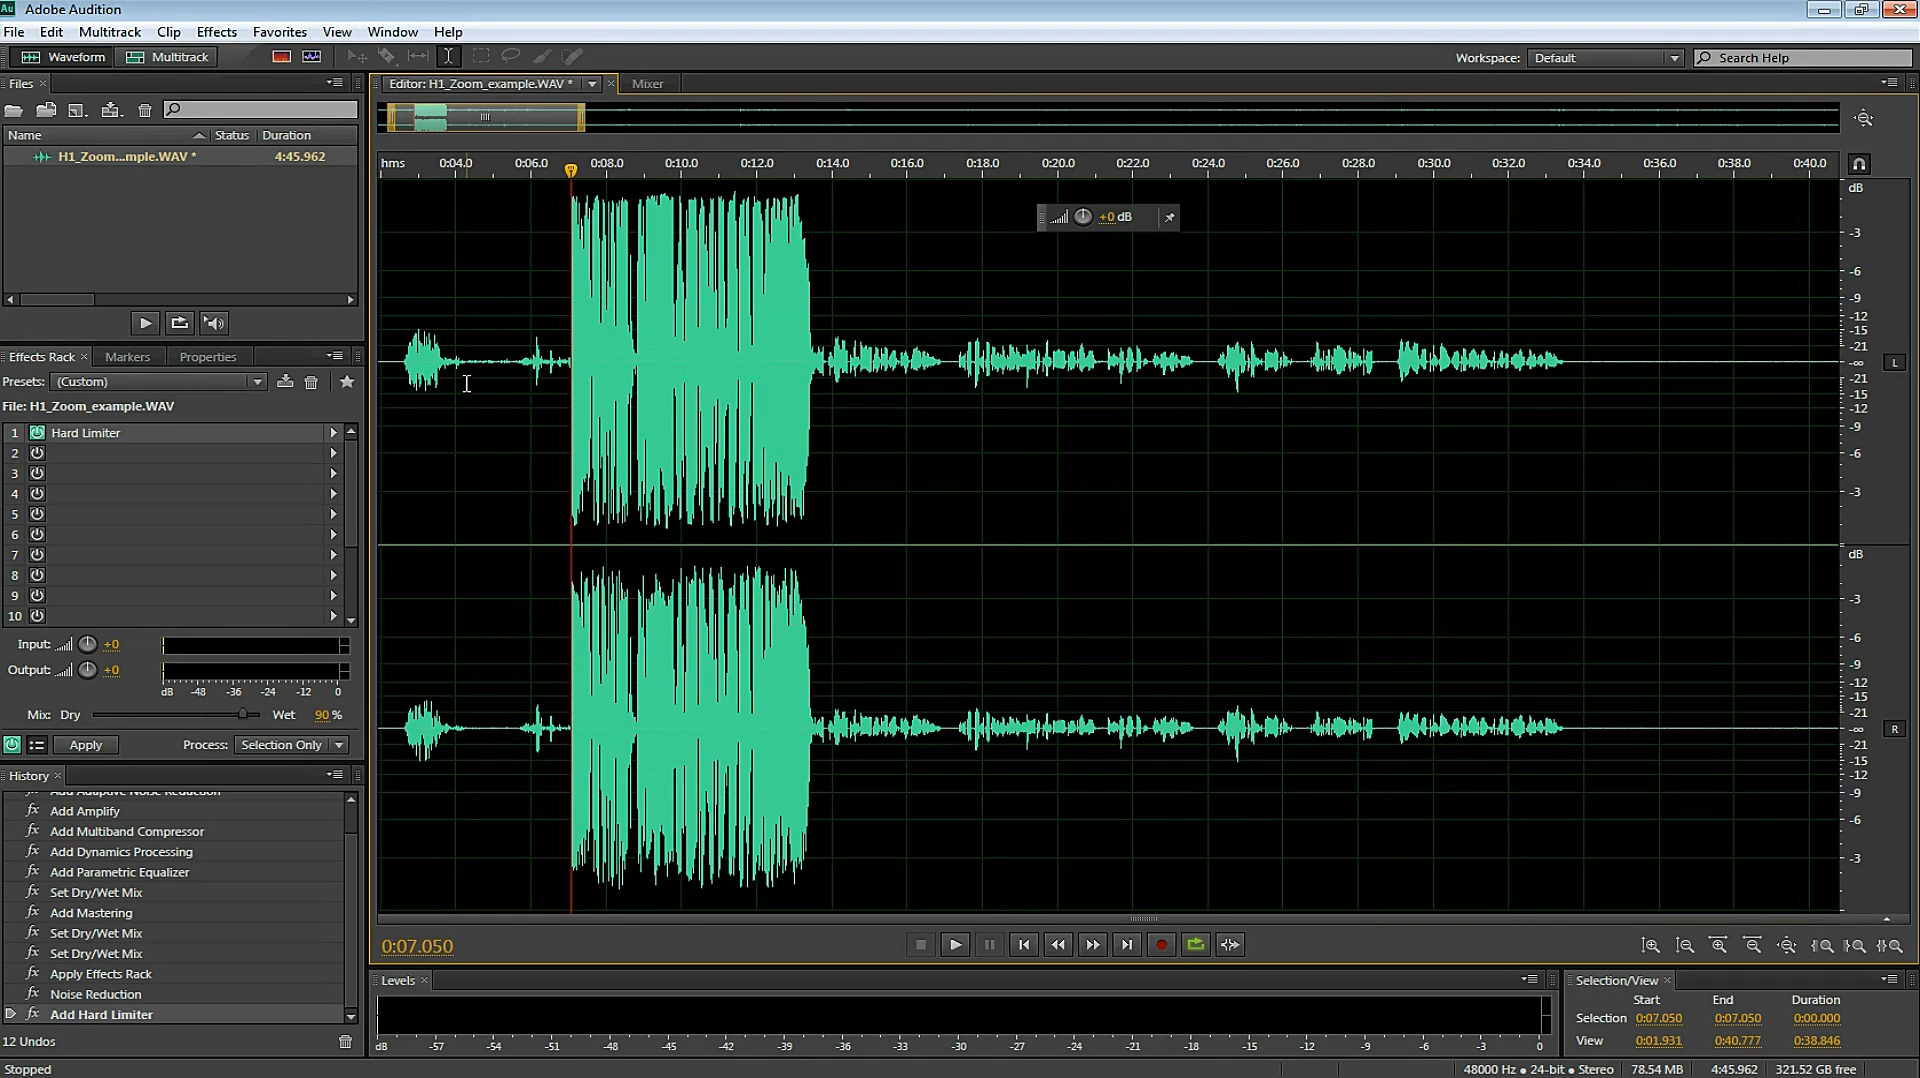 Au Adobe Audition
File Edit Multitrack Clip Effects Favorites View Window Help
Waveform Multitrack Workspace: Default Search Help
Files × Editor: H1_Zoom_example.WAV * × Mixer
Name Status Duration
H1_Zoom...mple.WAV * 4:45.962
hms 0:04.0 0:06.0 0:08.0 0:10.0 0:12.0 0:14.0 0:16.0 0:18.0 0:20.0 0:22.0 0:24.0 0:26.0 0:28.0 0:30.0 0:32.0 0:34.0 0:36.0 0:38.0 0:40.0
+0 dB
dB
-3
-6
-9
-12
-15
-21
-∞ L
-21
-15
-12
-9
-6
-3
dB
-3
-6
-9
-12
-15
-21
-∞ R
-21
-15
-12
-9
-6
-3
Effects Rack × Markers Properties
Presets: (Custom)
File: H1_Zoom_example.WAV
1 Hard Limiter
2
3
4
5
6
7
8
9
10
Input: +0
Output: +0
dB -48 -36 -24 -12 0
Mix: Dry Wet 90 %
Apply Process: Selection Only
History ×
fx Add Adaptive Noise Reduction
fx Add Amplify
fx Add Multiband Compressor
fx Add Dynamics Processing
fx Add Parametric Equalizer
fx Set Dry/Wet Mix
fx Add Mastering
fx Set Dry/Wet Mix
fx Set Dry/Wet Mix
fx Apply Effects Rack
fx Noise Reduction
fx Add Hard Limiter
12 Undos
Stopped
0:07.050
Levels ×
dB -57 -54 -51 -48 -45 -42 -39 -36 -33 -30 -27 -24 -21 -18 -15 -12 -9 -6 -3 0
Selection/View ×
Start End Duration
Selection 0:07.050 0:07.050 0:00.000
View 0:01.931 0:40.777 0:38.846
48000 Hz ● 24-bit ● Stereo 78.54 MB 4:45.962 321.52 GB free